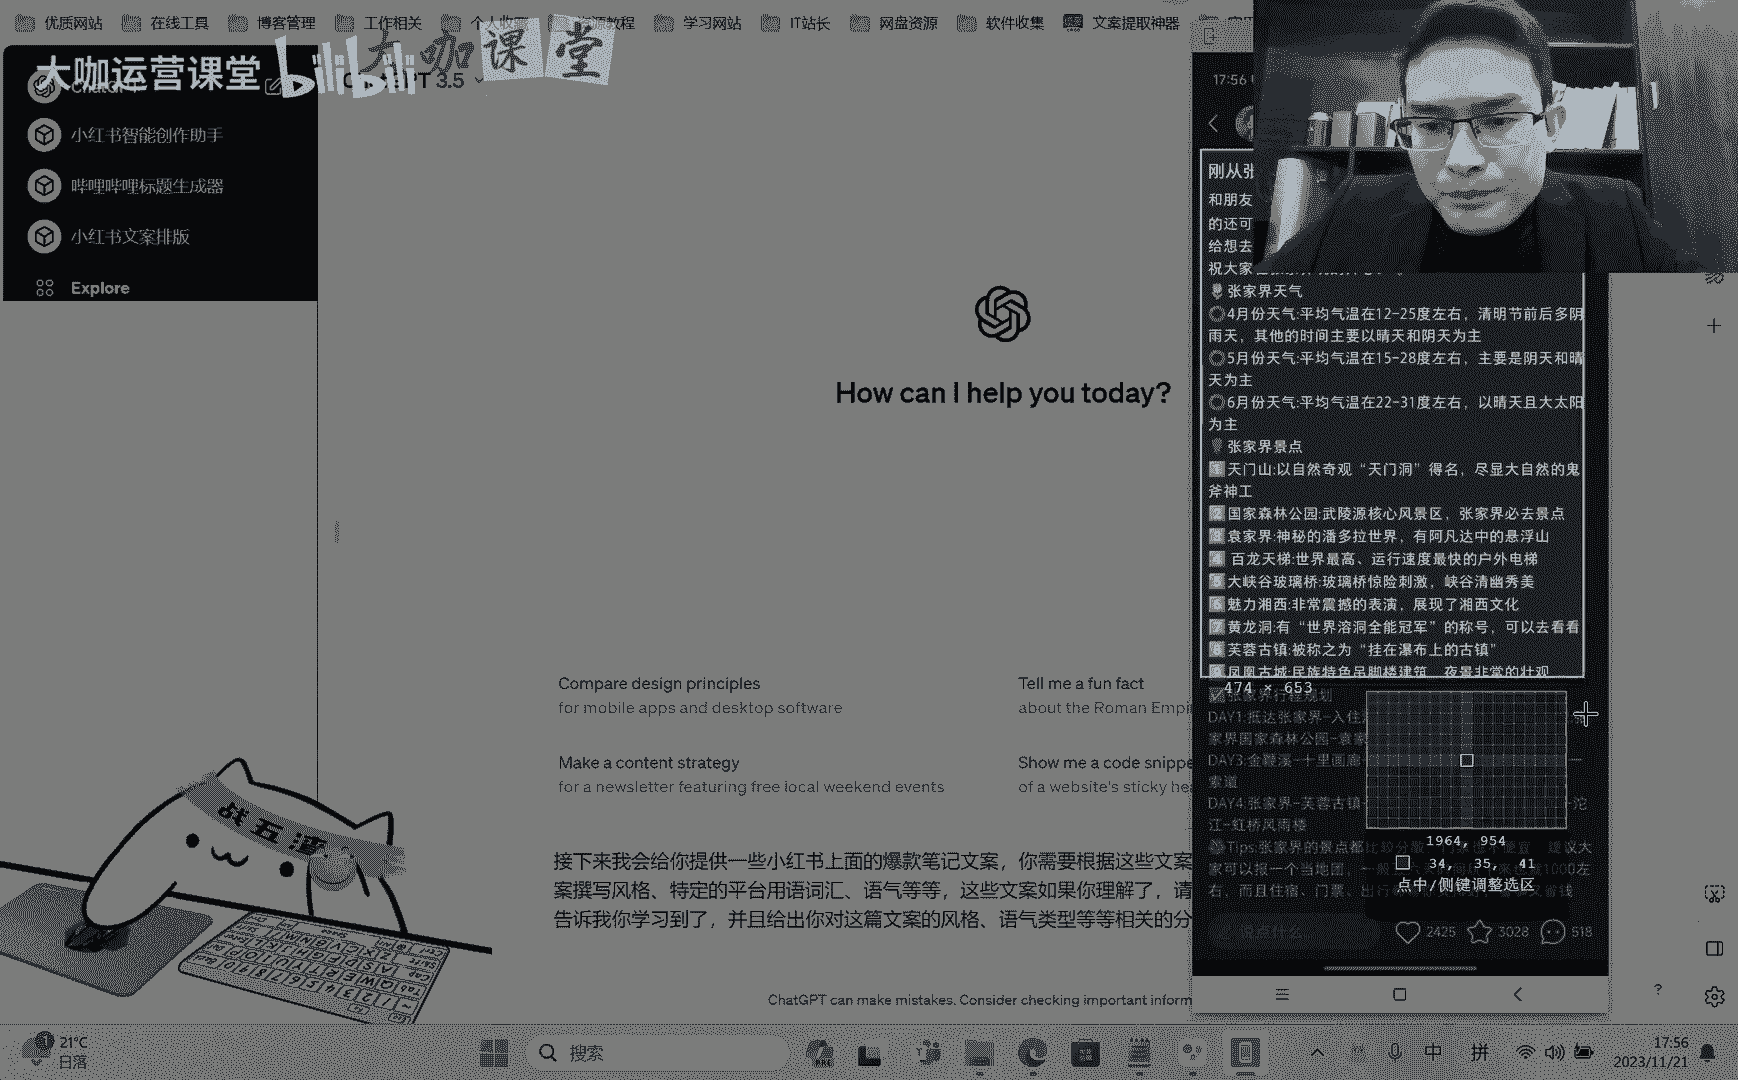 优质网站
在线工具
博客管理
工作相关
学习网站
IT站长
网盘资源
软件收集
文案提取神器
大咖运营课堂
bilibili
大咖课堂
3.5
小红书智能创作助手
哔哩哔哩标题生成器
小红书文案排版
Explore
How can I help you today?
Compare design principles
for mobile apps and desktop software
Tell me a fun fact
about the Roman Empi
Make a content strategy
for a newsletter featuring free local weekend events
Show me a code snippe
of a website's sticky he
接下来我会给你提供一些小红书上面的爆款笔记文案，你需要根据这些文案
案撰写风格、特定的平台用语词汇、语气等等，这些文案如果你理解了，请
告诉我你学习到了，并且给出你对这篇文案的风格、语气类型等等相关的分
ChatGPT can make mistakes. Consider checking important inform
17:56
刚从张
和朋友
的还可
给想去
祝大家
张家界天气
4月份天气:平均气温在12-25度左右，清明节前后多阴
雨天，其他的时间主要以晴天和阴天为主
5月份天气:平均气温在15-28度左右，主要是阴天和晴
天为主
6月份天气:平均气温在22-31度左右，以晴天且大太阳
为主
张家界景点
1天门山:以自然奇观“天门洞”得名，尽显大自然的鬼
斧神工
2国家森林公园:武陵源核心风景区，张家界必去景点
3袁家界:神秘的潘多拉世界，有阿凡达中的悬浮山
4 百龙天梯:世界最高、运行速度最快的户外电梯
5大峡谷玻璃桥:玻璃桥惊险刺激，峡谷清幽秀美
6魅力湘西:非常震撼的表演，展现了湘西文化
7黄龙洞:有“世界溶洞全能冠军”的称号，可以去看看
8芙蓉古镇:被称之为“挂在瀑布上的古镇”
9凤凰古城:民族特色吊脚楼建筑，夜景非常的壮观
474 × 653
张家界行程规划
DAY1:抵达张家界-入住
家界国家森林公园-袁家
DAY3:金鞭溪-十里画廊
索道
DAY4:张家界-芙蓉古镇
沱
江-虹桥风雨楼
Tips:张家界的景点都比较分散
建议大
家可以报一个当地团，一般
1000左
右，而且住宿、门票、出行
1964, 954
34, 35, 41
点中/侧键调整选区
说点什么...
2425
3028
518
战五渣
21°C
日落
搜索
中
拼
17:56
2023/11/21